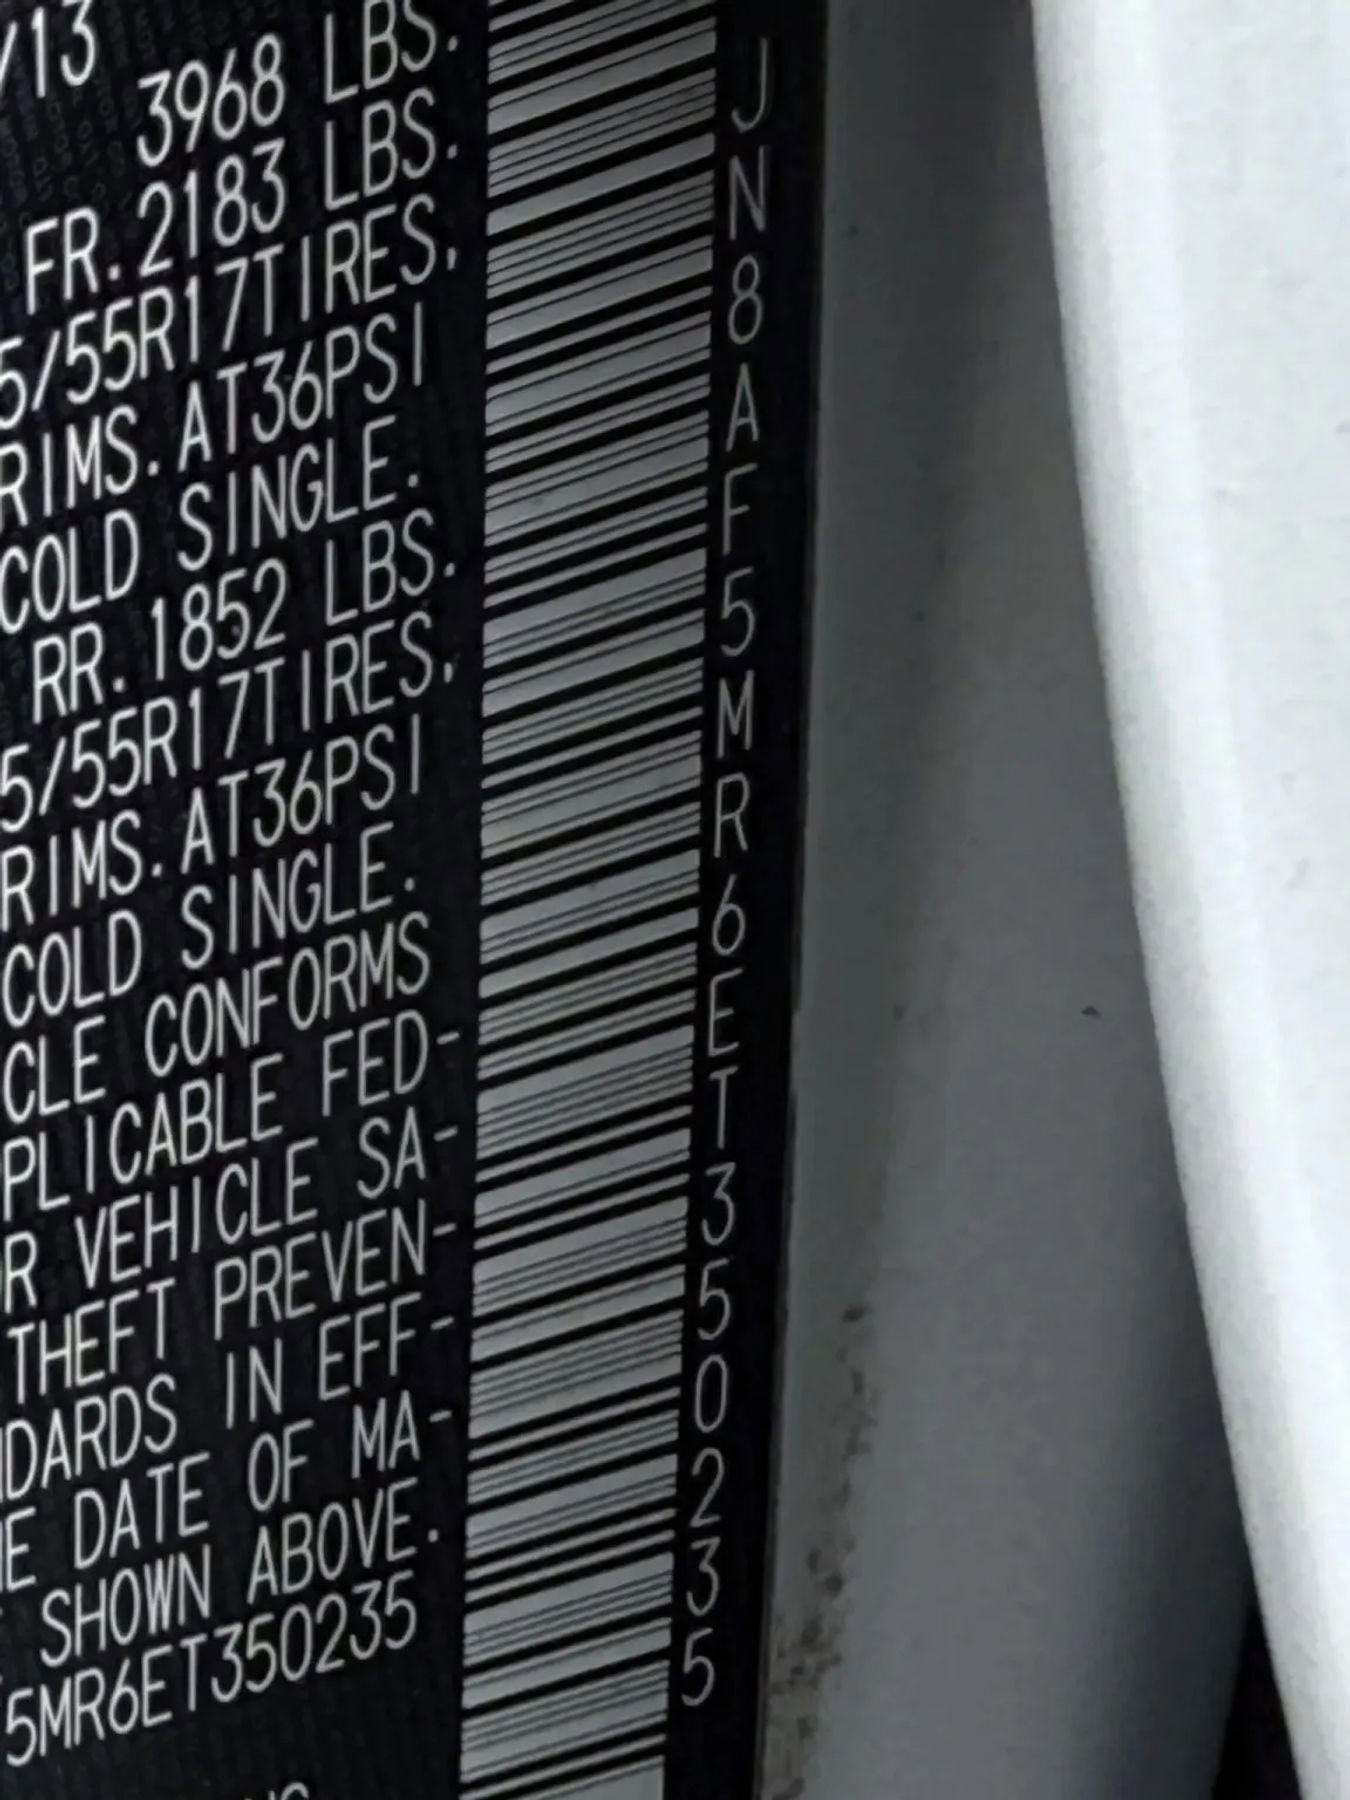 /13
3968 LBS.
FR. 2183 LBS.
5/55R17TIRES,
RIMS. AT36PSI
COLD SINGLE.
RR. 1852 LBS.
5/55R17TIRES,
RIMS. AT36PSI
COLD SINGLE.
CLE CONFORMS
PLICABLE FED-
R VEHICLE SA-
THEFT PREVEN-
DARDS IN EFF-
E DATE OF MA-
SHOWN ABOVE.
5MR6ET350235
JN8AF5MR6ET350235